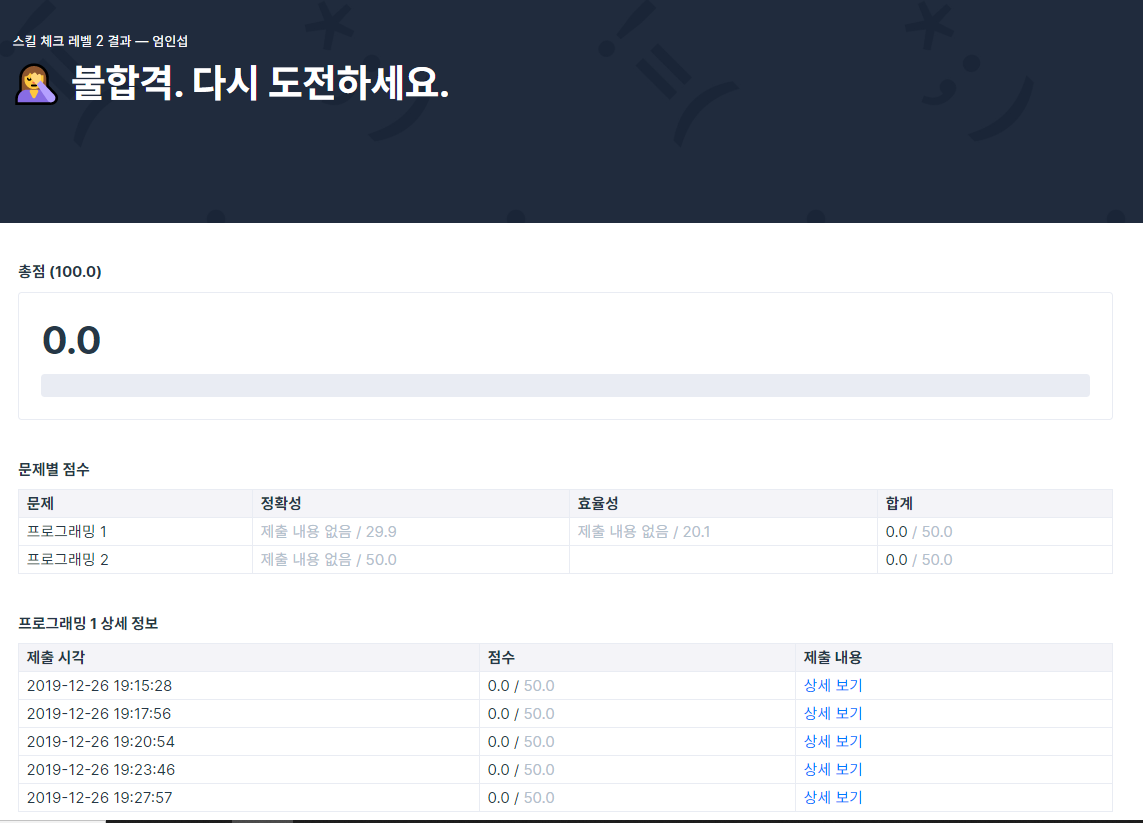 스킬 체크 레벨 2 결과 — 엄인섭
불합격. 다시 도전하세요.
총점 (100.0)
0.0
문제별 점수
문제 정확성 효율성 합계
프로그래밍 1 제출 내용 없음 / 29.9 제출 내용 없음 / 20.1 0.0 / 50.0
프로그래밍 2 제출 내용 없음 / 50.0 0.0 / 50.0
프로그래밍 1 상세 정보
제출 시각 점수 제출 내용
2019-12-26 19:15:28 0.0 / 50.0 상세 보기
2019-12-26 19:17:56 0.0 / 50.0 상세 보기
2019-12-26 19:20:54 0.0 / 50.0 상세 보기
2019-12-26 19:23:46 0.0 / 50.0 상세 보기
2019-12-26 19:27:57 0.0 / 50.0 상세 보기